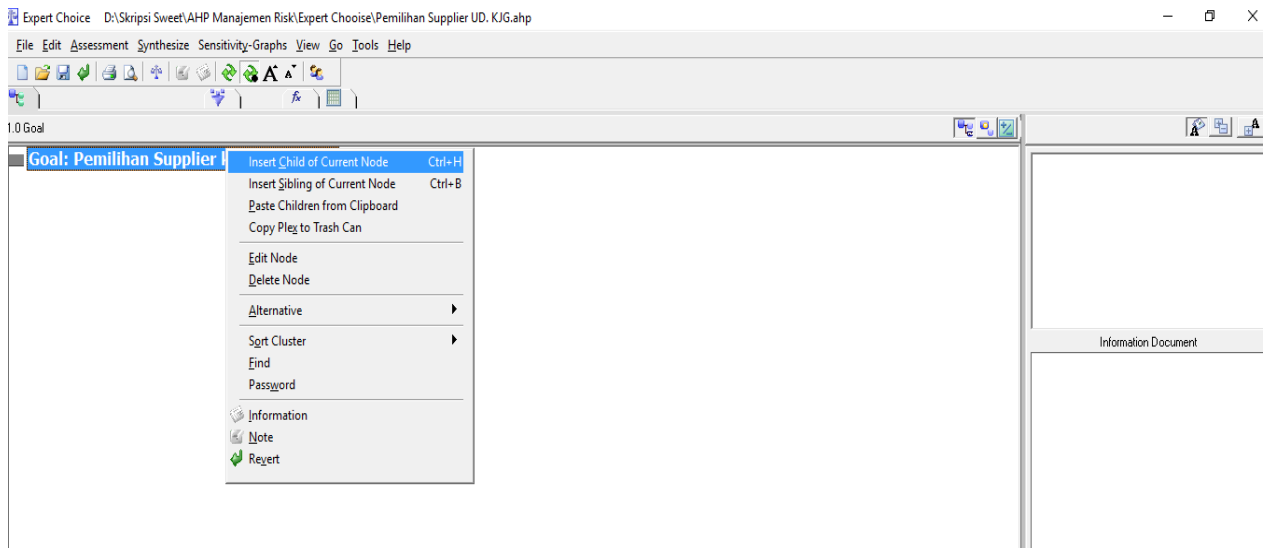 Expert Choice D:\Skripsi Sweet\AHP Manajemen Risk\Expert Chooise\Pemilihan Supplier UD. KJG.ahp
File Edit Assessment Synthesize Sensitivity-Graphs View Go Tools Help
1.0 Goal
Goal: Pemilihan Supplier
Insert Child of Current Node Ctrl+H
Insert Sibling of Current Node Ctrl+B
Paste Children from Clipboard
Copy Plex to Trash Can
Edit Node
Delete Node
Alternative
Sort Cluster
Find
Password
Information
Note
Revert
Information Document